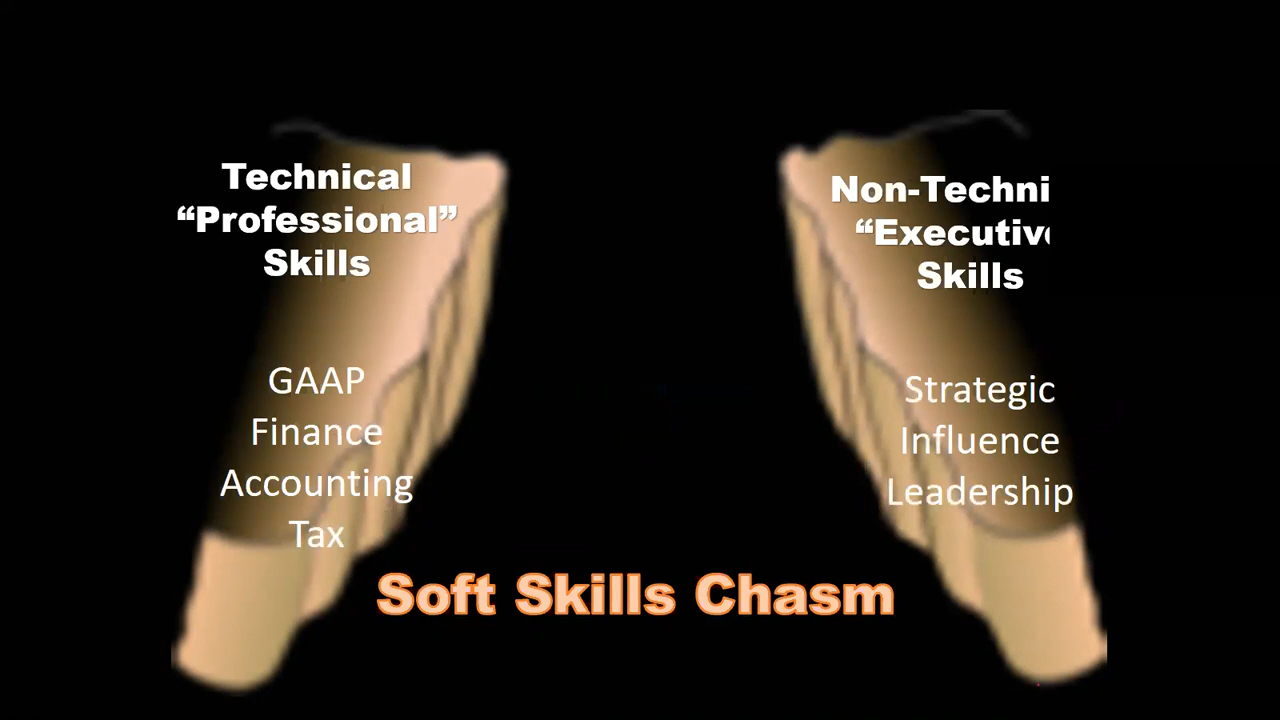 Technical
“Professional”
Skills
GAAP
Finance
Accounting
Tax
Non-Techni
“Executiv
Skills
Strategic
Influence
Leadership
Soft Skills Chasm